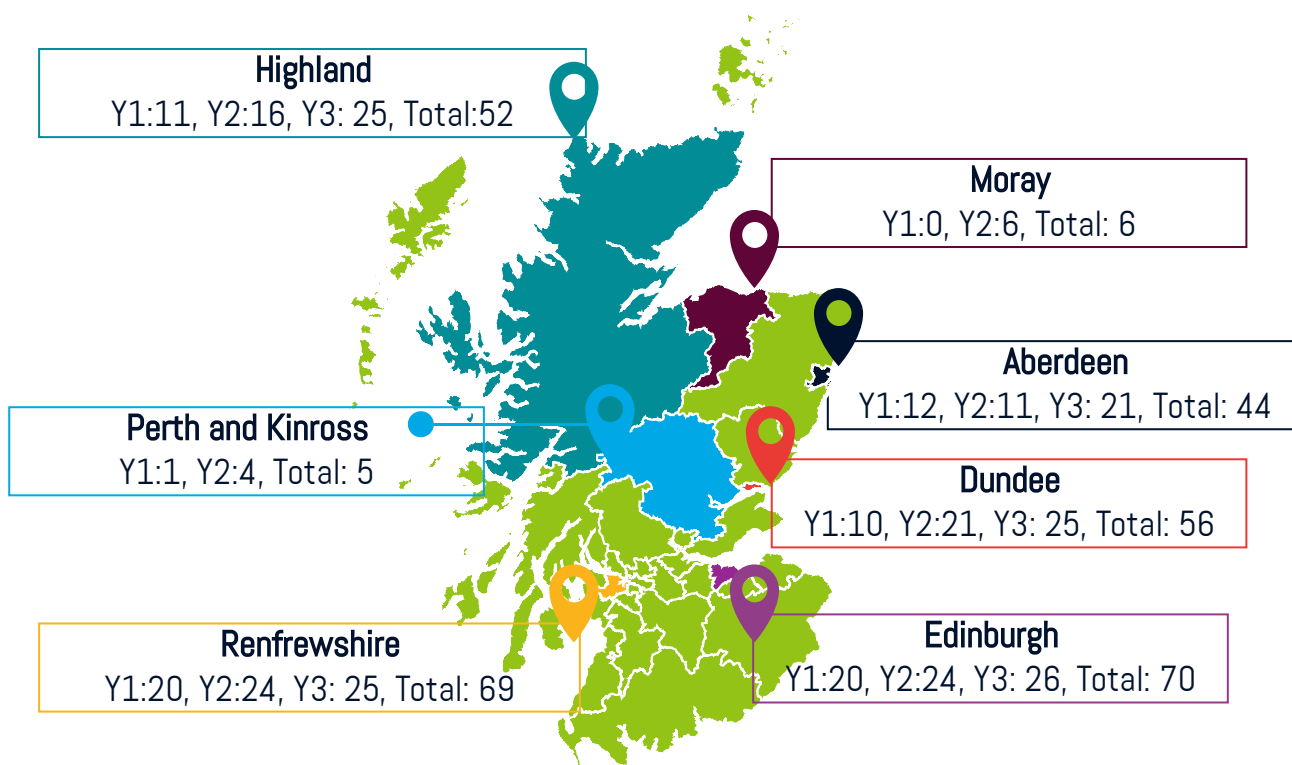 Highland
Y1:11, Y2:16, Y3: 25, Total:52
Moray
Y1:0, Y2:6, Total: 6
Aberdeen
Y1:12, Y2:11, Y3: 21, Total: 44
Perth and Kinross
Y1:1, Y2:4, Total: 5
Dundee
Y1:10, Y2:21, Y3: 25, Total: 56
Renfrewshire
Y1:20, Y2:24, Y3: 25, Total: 69
Edinburgh
Y1:20, Y2:24, Y3: 26, Total: 70